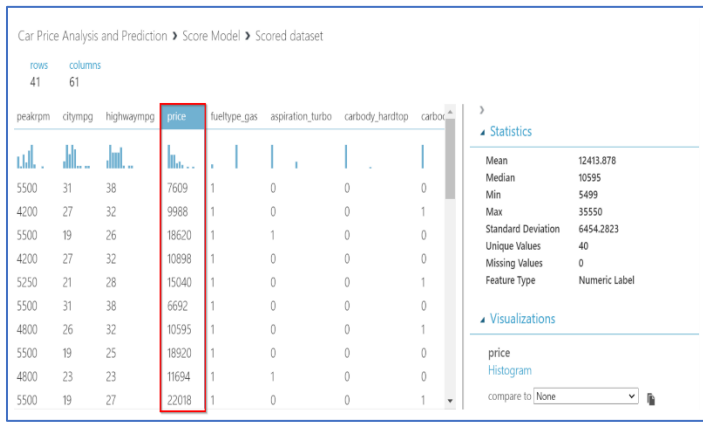 Car Price Analysis and Prediction › Score Model › Scored dataset
rows columns
41 61
peakrpm citympg highwaympg price fueltype_gas aspiration_turbo carbody_hardtop carboc
5500 31 38 7609 1 0 0 0
4200 27 32 9988 1 0 0 1
5500 19 26 18620 1 1 0 0
4200 27 32 10898 1 0 0 0
5250 21 28 15040 1 0 0 1
5500 31 38 6692 1 0 0 0
4800 26 32 10595 1 0 0 1
5500 19 25 18920 1 0 0 0
4800 23 23 11694 1 1 0 0
5500 19 27 22018 1 0 0 1
Statistics
Mean 12413.878
Median 10595
Min 5499
Max 35550
Standard Deviation 6454.2823
Unique Values 40
Missing Values 0
Feature Type Numeric Label
Visualizations
price
Histogram
compare to None